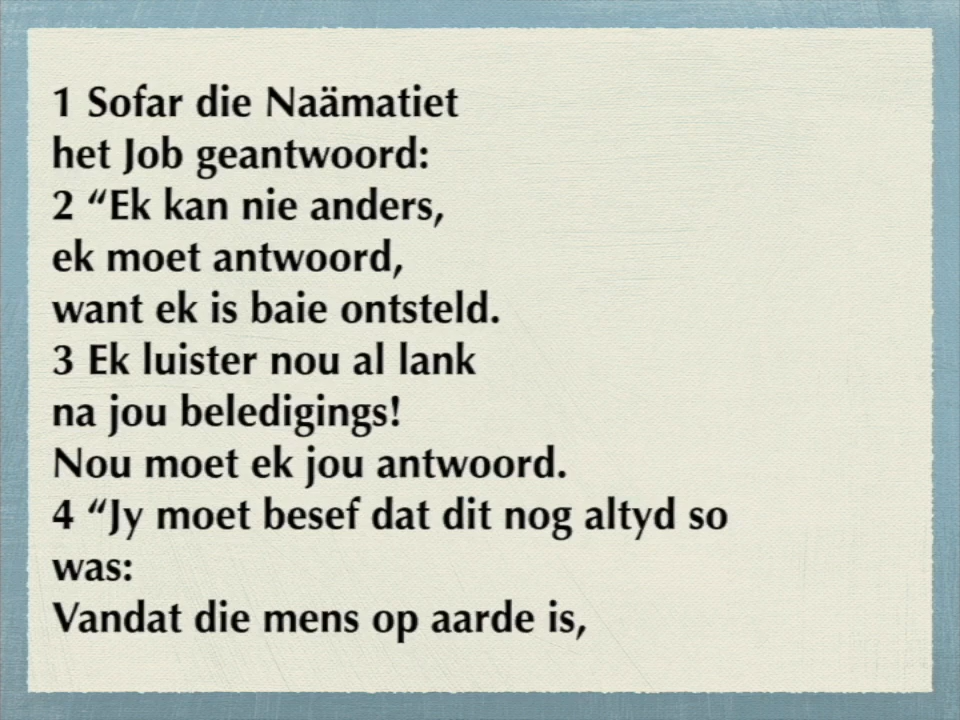 1 Sofar die Naämatiet
het Job geantwoord:
2 “Ek kan nie anders,
ek moet antwoord,
want ek is baie ontsteld.
3 Ek luister nou al lank
na jou beledigings!
Nou moet ek jou antwoord.
4 “Jy moet besef dat dit nog altyd so
was:
Vandat die mens op aarde is,